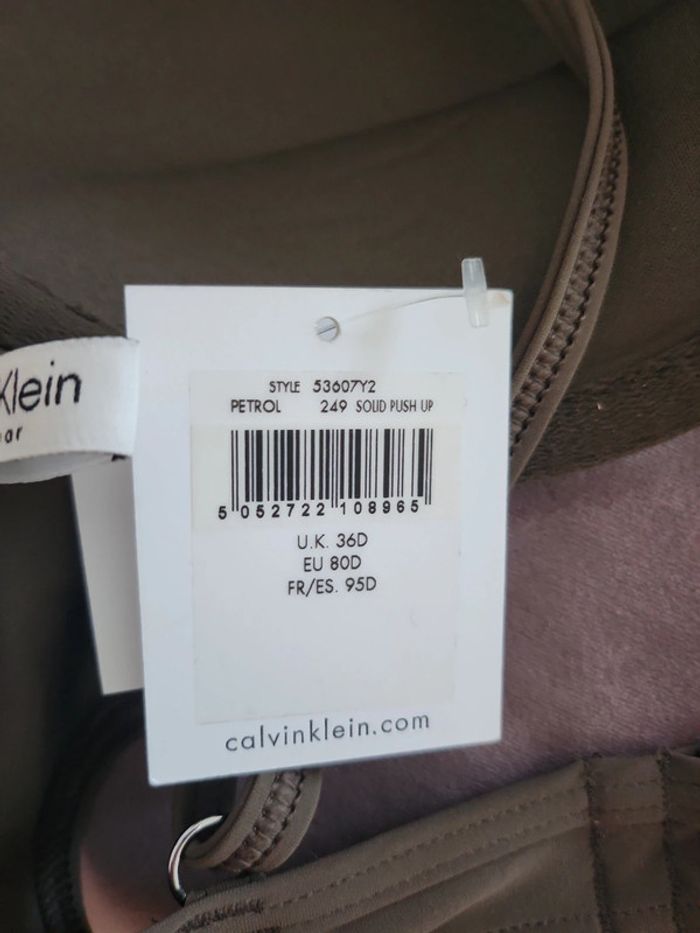 Klein
ar
STYLE 53607Y2
PETROL 249 SOLID PUSH UP
5 052722 108965
U.K. 36D
EU 80D
FR/ES. 95D
calvinklein.com